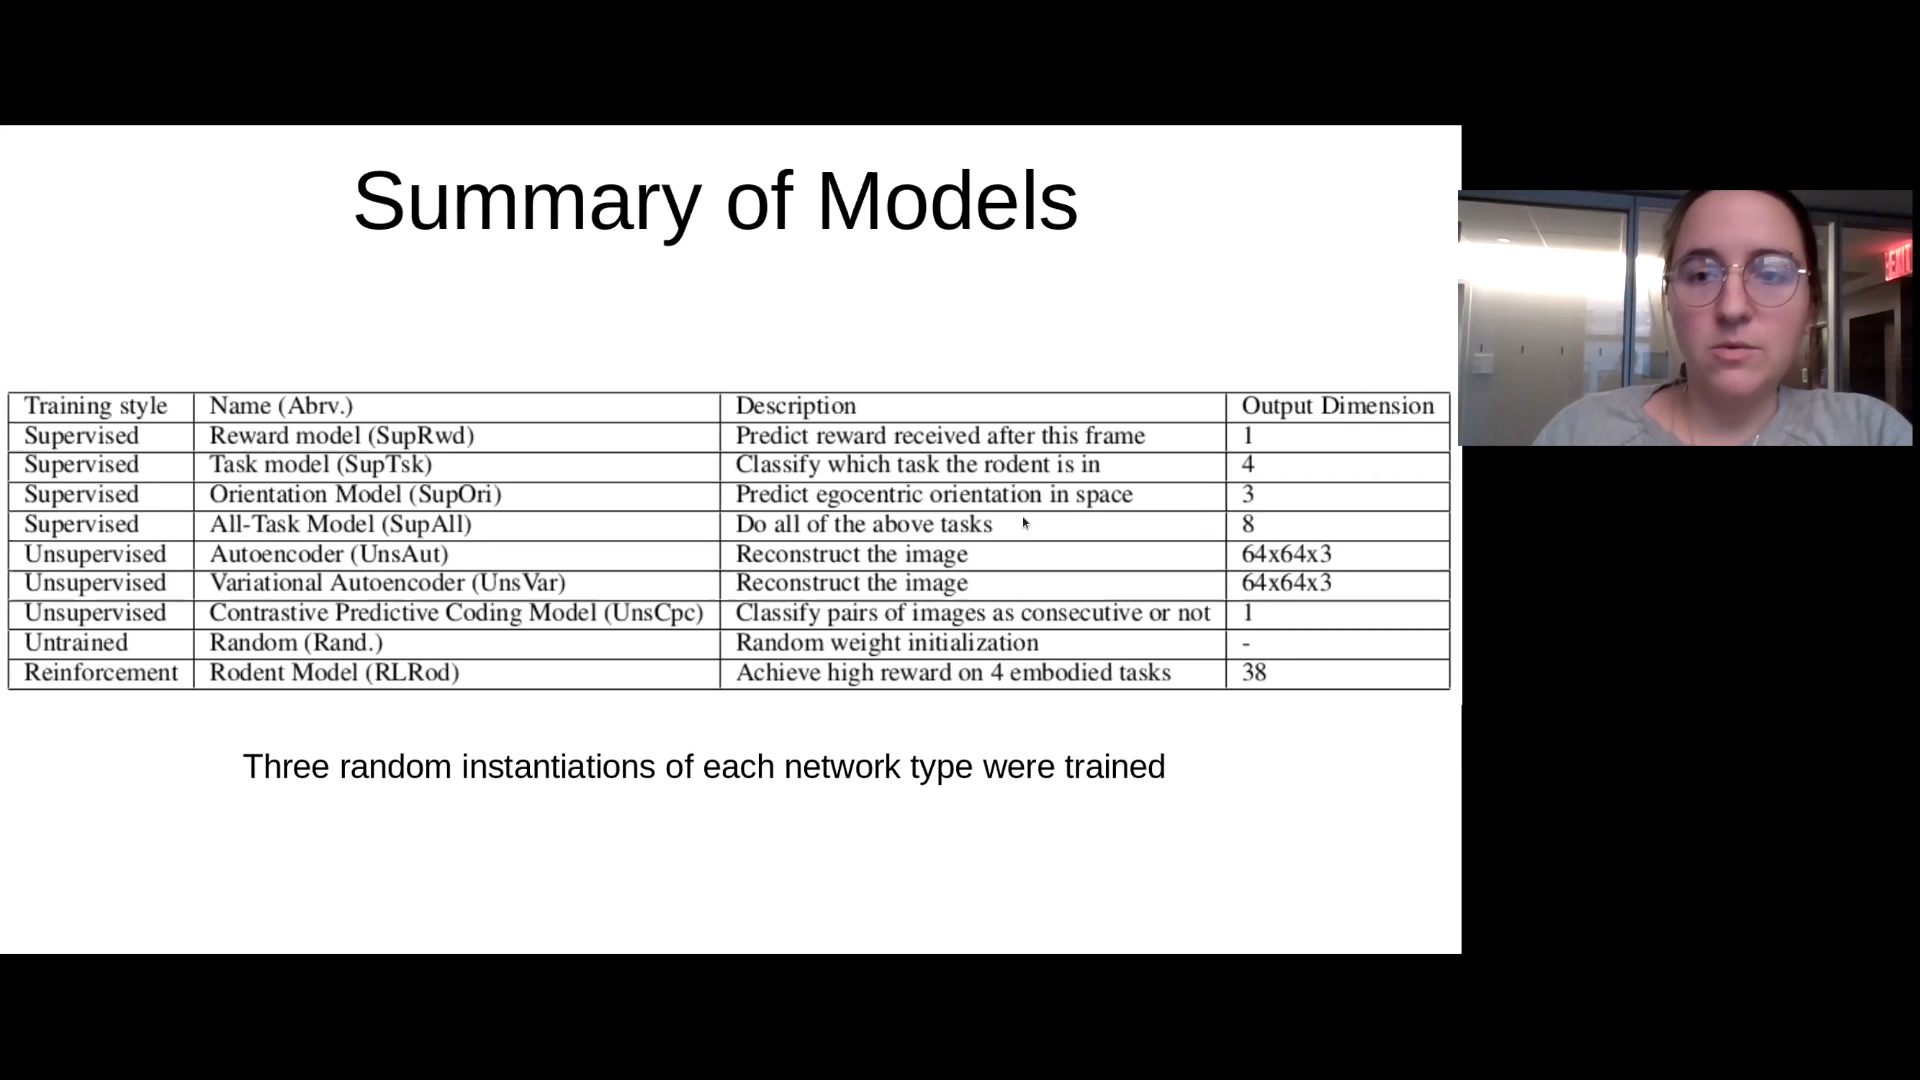 Summary of Models
Training style Name (Abrv.) Description Output Dimension
Supervised Reward model (SupRwd) Predict reward received after this frame 1
Supervised Task model (SupTsk) Classify which task the rodent is in 4
Supervised Orientation Model (SupOri) Predict egocentric orientation in space 3
Supervised All-Task Model (SupAll) Do all of the above tasks 8
Unsupervised Autoencoder (UnsAut) Reconstruct the image 64x64x3
Unsupervised Variational Autoencoder (UnsVar) Reconstruct the image 64x64x3
Unsupervised Contrastive Predictive Coding Model (UnsCpc) Classify pairs of images as consecutive or not 1
Untrained Random (Rand.) Random weight initialization -
Reinforcement Rodent Model (RLRod) Achieve high reward on 4 embodied tasks 38
Three random instantiations of each network type were trained
EXIT